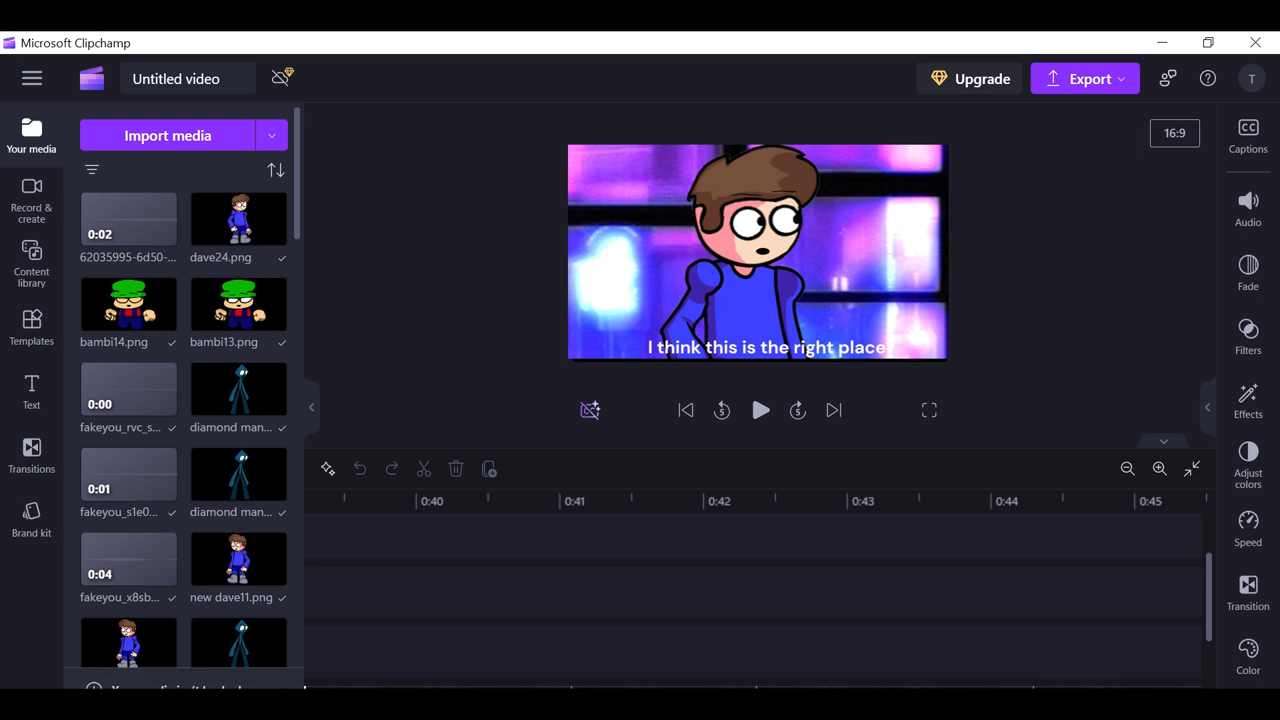 Microsoft Clipchamp
Untitled video
Upgrade
Export
T
Your media
Record &
create
Content
library
Templates
Text
Transitions
Brand kit
Import media
0:02
62035995-6d50-...
dave24.png
bambi14.png
bambi13.png
0:00
fakeyou_rvc_s...
diamond man...
0:01
fakeyou_s1e0...
diamond man...
0:04
fakeyou_x8sb...
new dave11.png
16:9
I think this is the right place
5
5
0:40
0:41
0:42
0:43
0:44
0:45
CC
Captions
Audio
Fade
Filters
Effects
Adjust
colors
Speed
Transition
Color